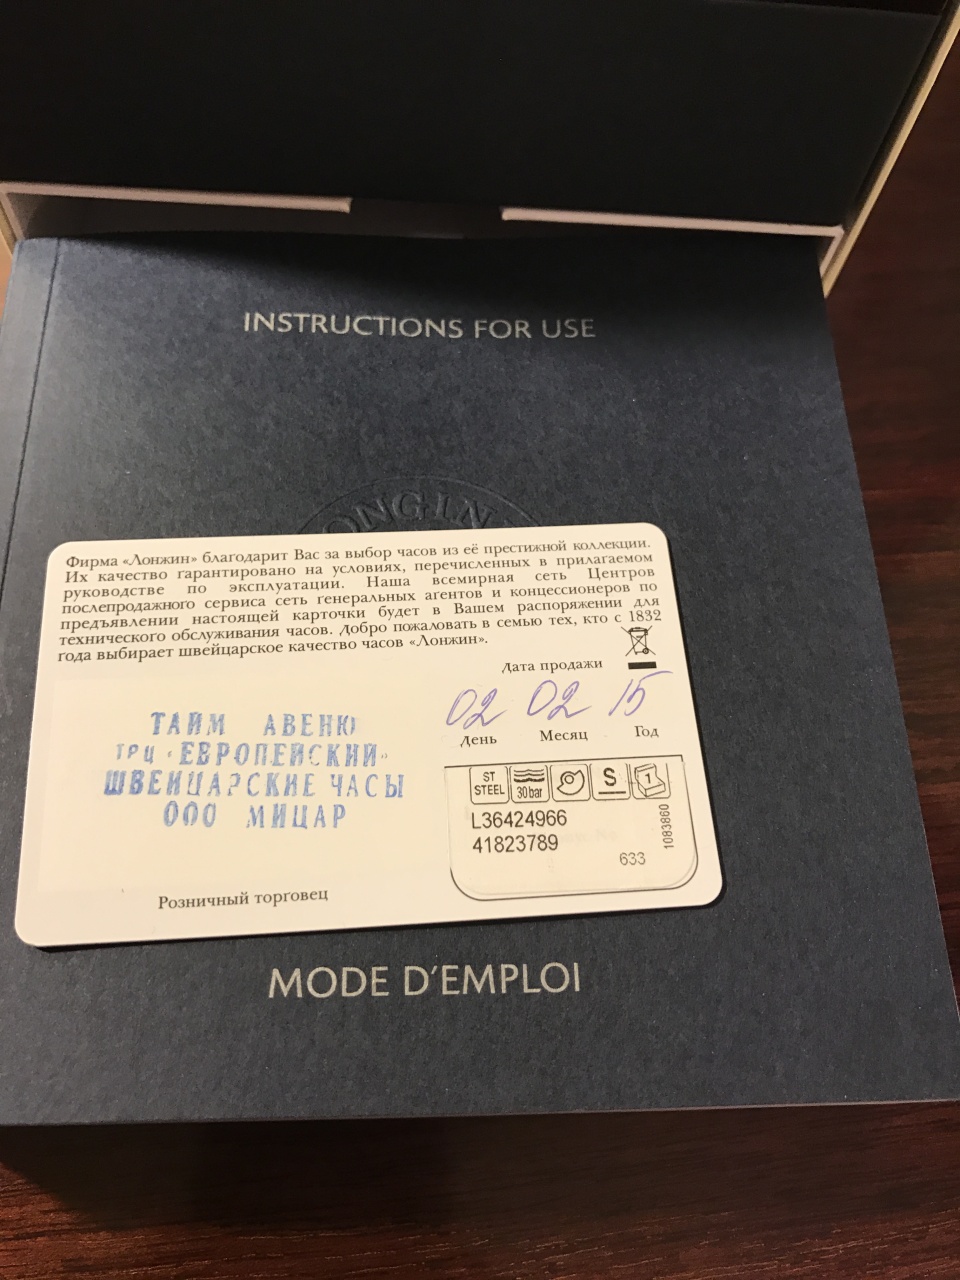 INSTRUCTIONS FOR USE
LONGIN
Фирма «Лонжин» благодарит Вас за выбор часов из её престижной коллекции.
Их качество гарантировано на условиях, перечисленных в прилагаемом
руководстве по эксплуатации. Наша всемирная сеть Центров
послепродажного сервиса сеть генеральных агентов и концессионеров по
предъявлении настоящей карточки будет в Вашем распоряжении для
технического обслуживания часов. Добро пожаловать в семью тех, кто с 1832
года выбирает швейцарское качество часов «Лонжин».
Дата продажи
02 02 15
День Месяц Год
ТАЙМ АВЕНЮ
ТРЦ «ЕВРОПЕЙСКИЙ»
ШВЕЙЦАРСКИЕ ЧАСЫ
ООО МИЦАР
Розничный торговец
ST STEEL 30 bar S 1
L36424966
41823789
633
1083860
MODE D'EMPLOI